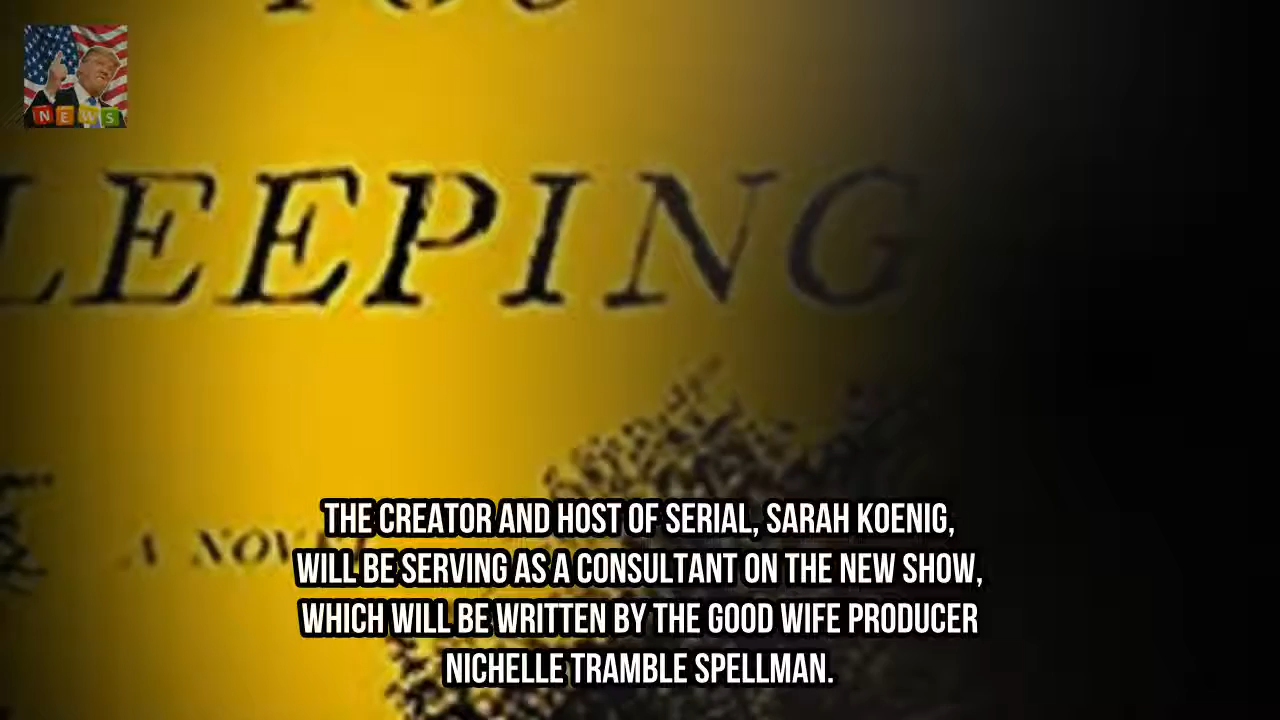 NEWS
LEEPING
A NOVEL
THE CREATOR AND HOST OF SERIAL, SARAH KOENIG,
WILL BE SERVING AS A CONSULTANT ON THE NEW SHOW,
WHICH WILL BE WRITTEN BY THE GOOD WIFE PRODUCER
NICHELLE TRAMBLE SPELLMAN.